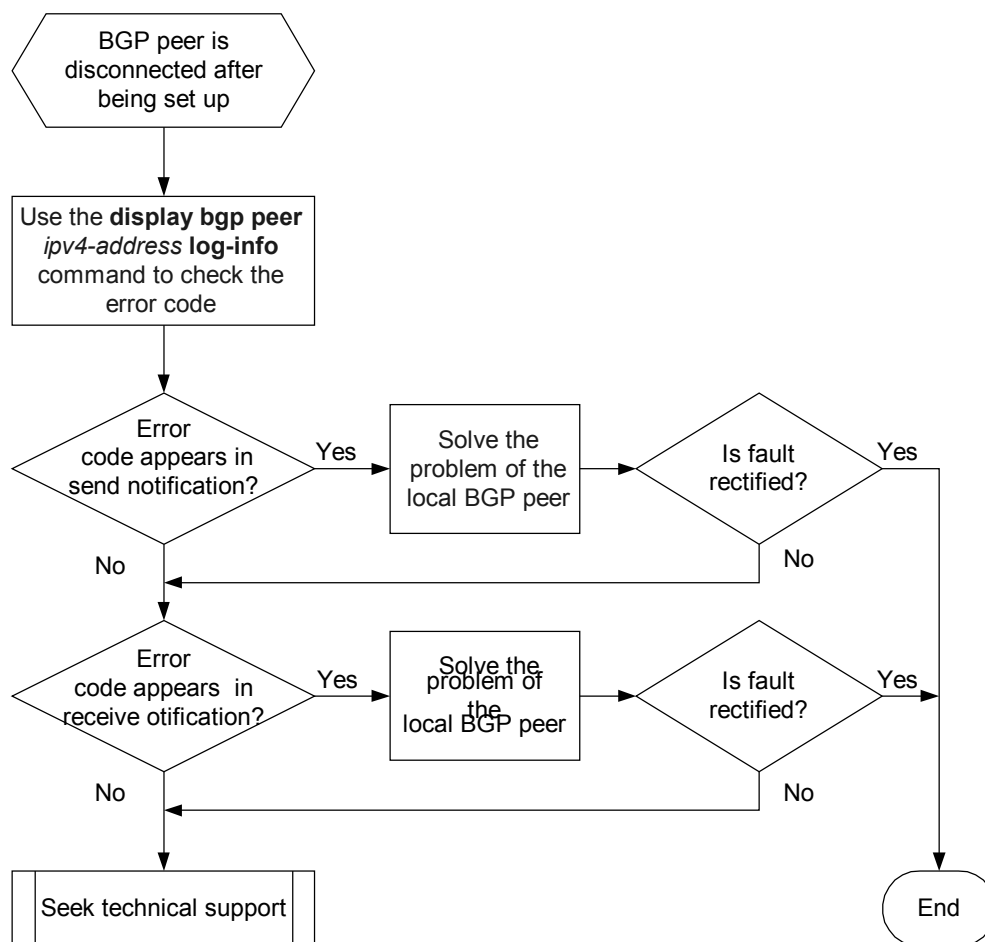 BGP peer is
disconnected after
being set up
Use the display bgp peer
ipv4-address log-info
command to check the
error code
Error
code appears in
send notification?
Yes
Solve the
problem of the
local BGP peer
Is fault
rectified?
Yes
No
No
Error
code appears in
receive otification?
Yes
Solve the
problem of
the
local BGP peer
Is fault
rectified?
Yes
No
No
Seek technical support
End